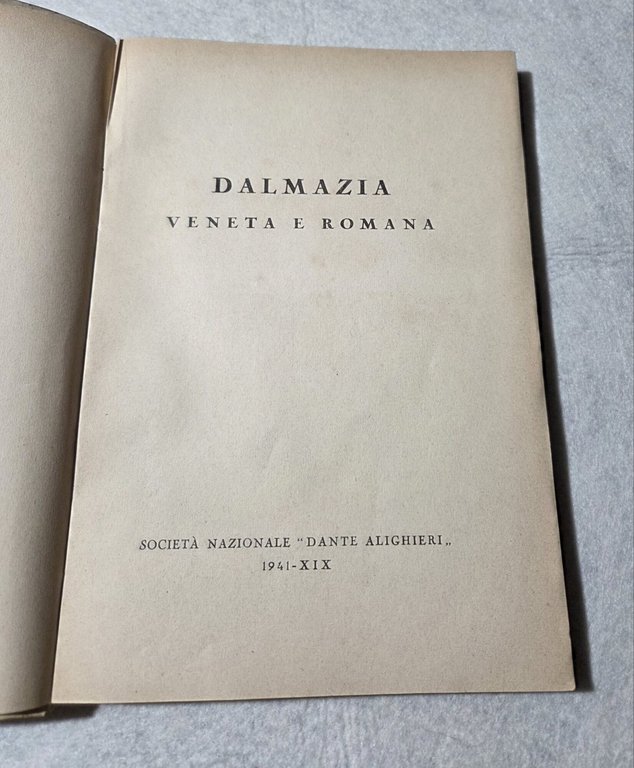 DALMAZIA
VENETA E ROMANA
SOCIETÀ NAZIONALE "DANTE ALIGHIERI„
1941-XIX